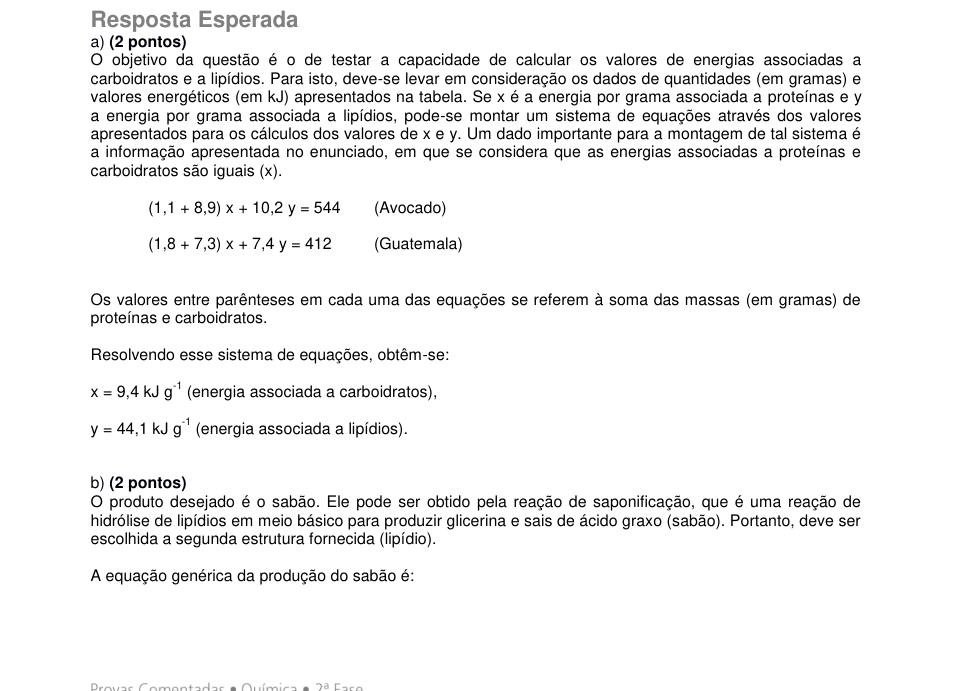 Resposta Esperada
a) (2 pontos)
O objetivo da questão é o de testar a capacidade de calcular os valores de energias associadas a
carboidratos e a lipídios. Para isto, deve-se levar em consideração os dados de quantidades (em gramas) e
valores energéticos (em kJ) apresentados na tabela. Se x é a energia por grama associada a proteínas e y
a energia por grama associada a lipídios, pode-se montar um sistema de equações através dos valores
apresentados para os cálculos dos valores de x e y. Um dado importante para a montagem de tal sistema é
a informação apresentada no enunciado, em que se considera que as energias associadas a proteínas e
carboidratos são iguais (x).
(1,1 + 8,9) x + 10,2 y = 544 (Avocado)
(1,8 + 7,3) x + 7,4 y = 412 (Guatemala)
Os valores entre parênteses em cada uma das equações se referem à soma das massas (em gramas) de
proteínas e carboidratos.
Resolvendo esse sistema de equações, obtêm-se:
x = 9,4 kJ g⁻¹ (energia associada a carboidratos),
y = 44,1 kJ g⁻¹ (energia associada a lipídios).
b) (2 pontos)
O produto desejado é o sabão. Ele pode ser obtido pela reação de saponificação, que é uma reação de
hidrólise de lipídios em meio básico para produzir glicerina e sais de ácido graxo (sabão). Portanto, deve ser
escolhida a segunda estrutura fornecida (lipídio).
A equação genérica da produção do sabão é:
Provas Comentadas • Química • 2ª Fase